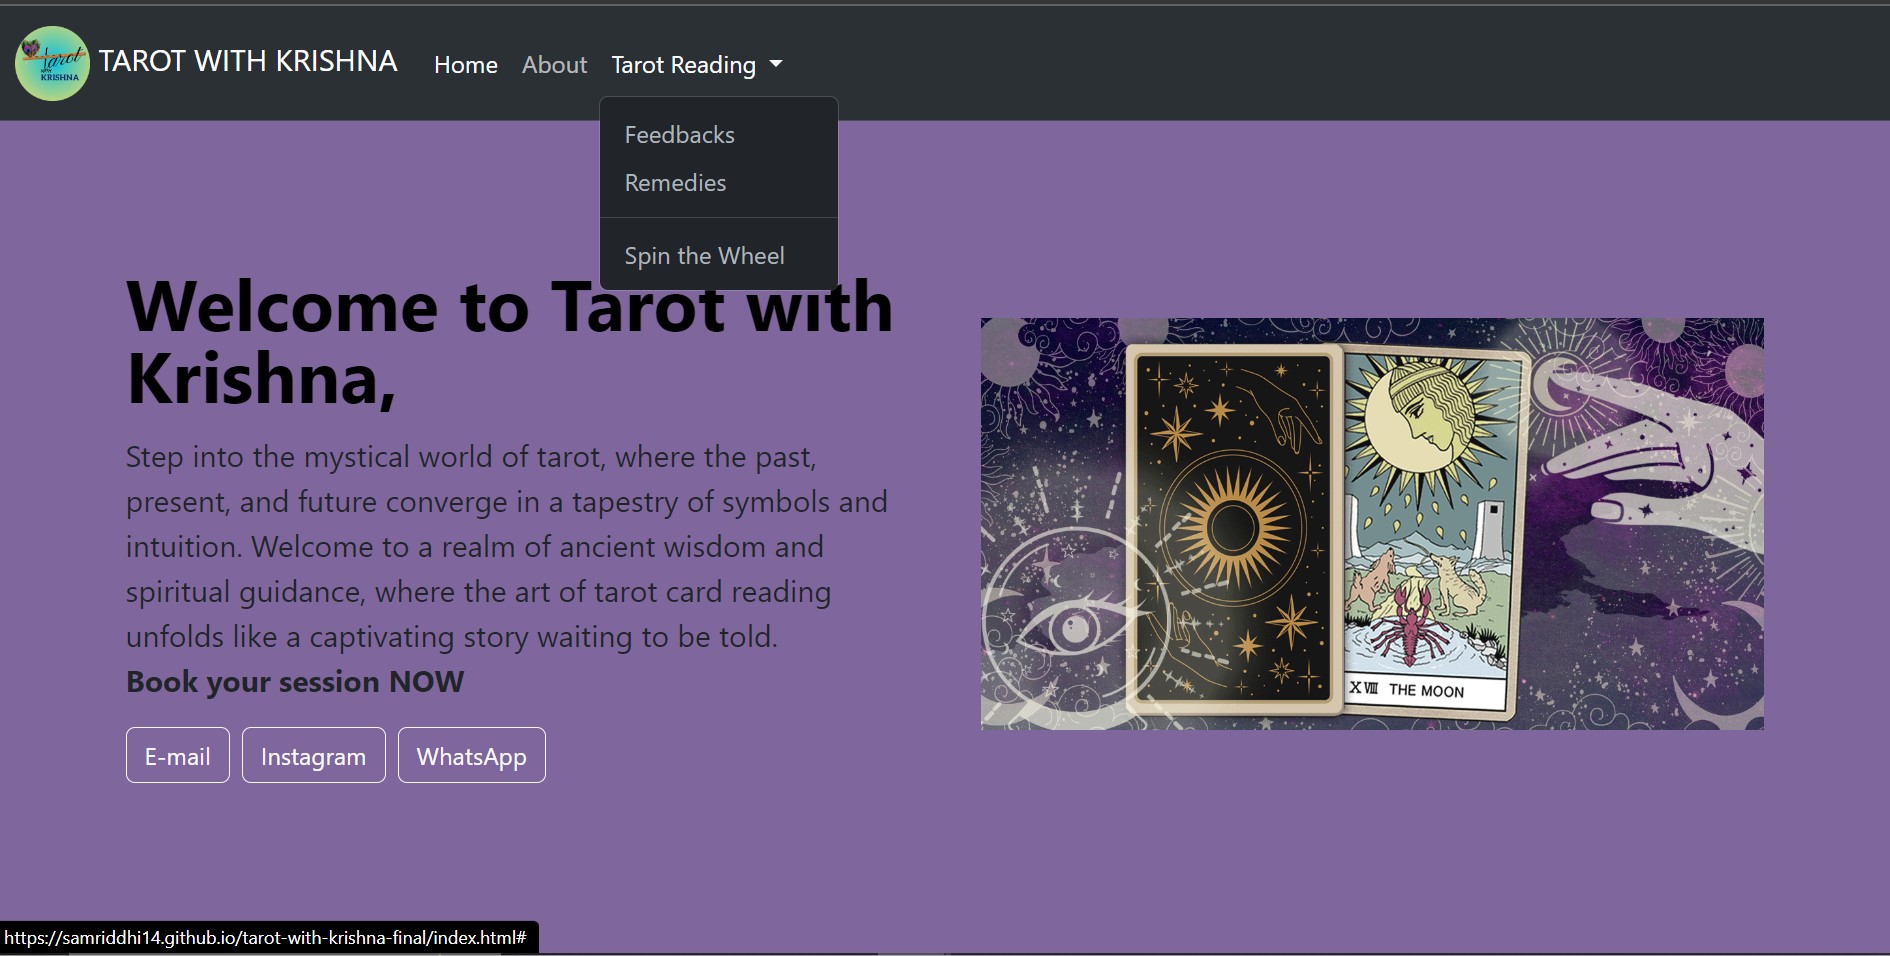 Tarot
KRISHNA
TAROT WITH KRISHNA
Home
About
Tarot Reading
Feedbacks
Remedies
Spin the Wheel
Welcome to Tarot with
Krishna,
Step into the mystical world of tarot, where the past,
present, and future converge in a tapestry of symbols and
intuition. Welcome to a realm of ancient wisdom and
spiritual guidance, where the art of tarot card reading
unfolds like a captivating story waiting to be told.
Book your session NOW
E-mail
Instagram
WhatsApp
XVIII THE MOON
https://samriddhi14.github.io/tarot-with-krishna-final/index.html#